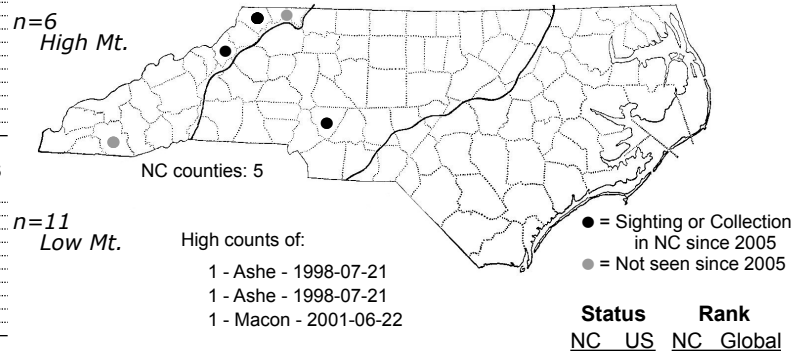 n=6
High Mt.
NC counties: 5
n=11
Low Mt.
High counts of:
1 - Ashe - 1998-07-21
1 - Ashe - 1998-07-21
1 - Macon - 2001-06-22
= Sighting or Collection
in NC since 2005
= Not seen since 2005
Status Rank
NC US NC Global